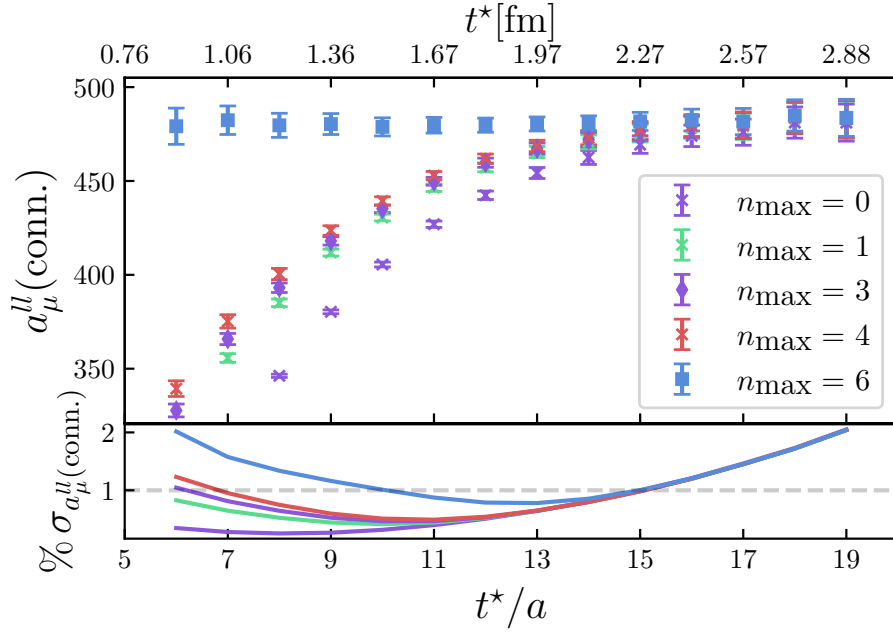 t⋆[fm]
0.76 1.06 1.36 1.67 1.97 2.27 2.57 2.88
500
450
400
350
a_μ^{ll}(conn.)
n_max = 0
n_max = 1
n_max = 3
n_max = 4
n_max = 6
2
1
% σ_{a_μ^{ll}(conn.)}
5 7 9 11 13 15 17 19
t⋆/a